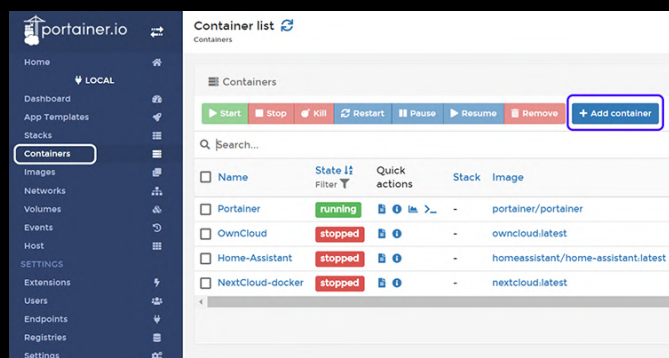 portainer.io
Container list
Containers
Home
LOCAL
Dashboard
App Templates
Stacks
Containers
Images
Networks
Volumes
Events
Host
SETTINGS
Extensions
Users
Endpoints
Registries
Settings
Containers
Start Stop Kill Restart Pause Resume Remove + Add container
Search...
Name State Filter Quick actions Stack Image
Portainer running - portainer/portainer
OwnCloud stopped - owncloud:latest
Home-Assistant stopped - homeassistant/home-assistant:latest
NextCloud-docker stopped - nextcloud:latest